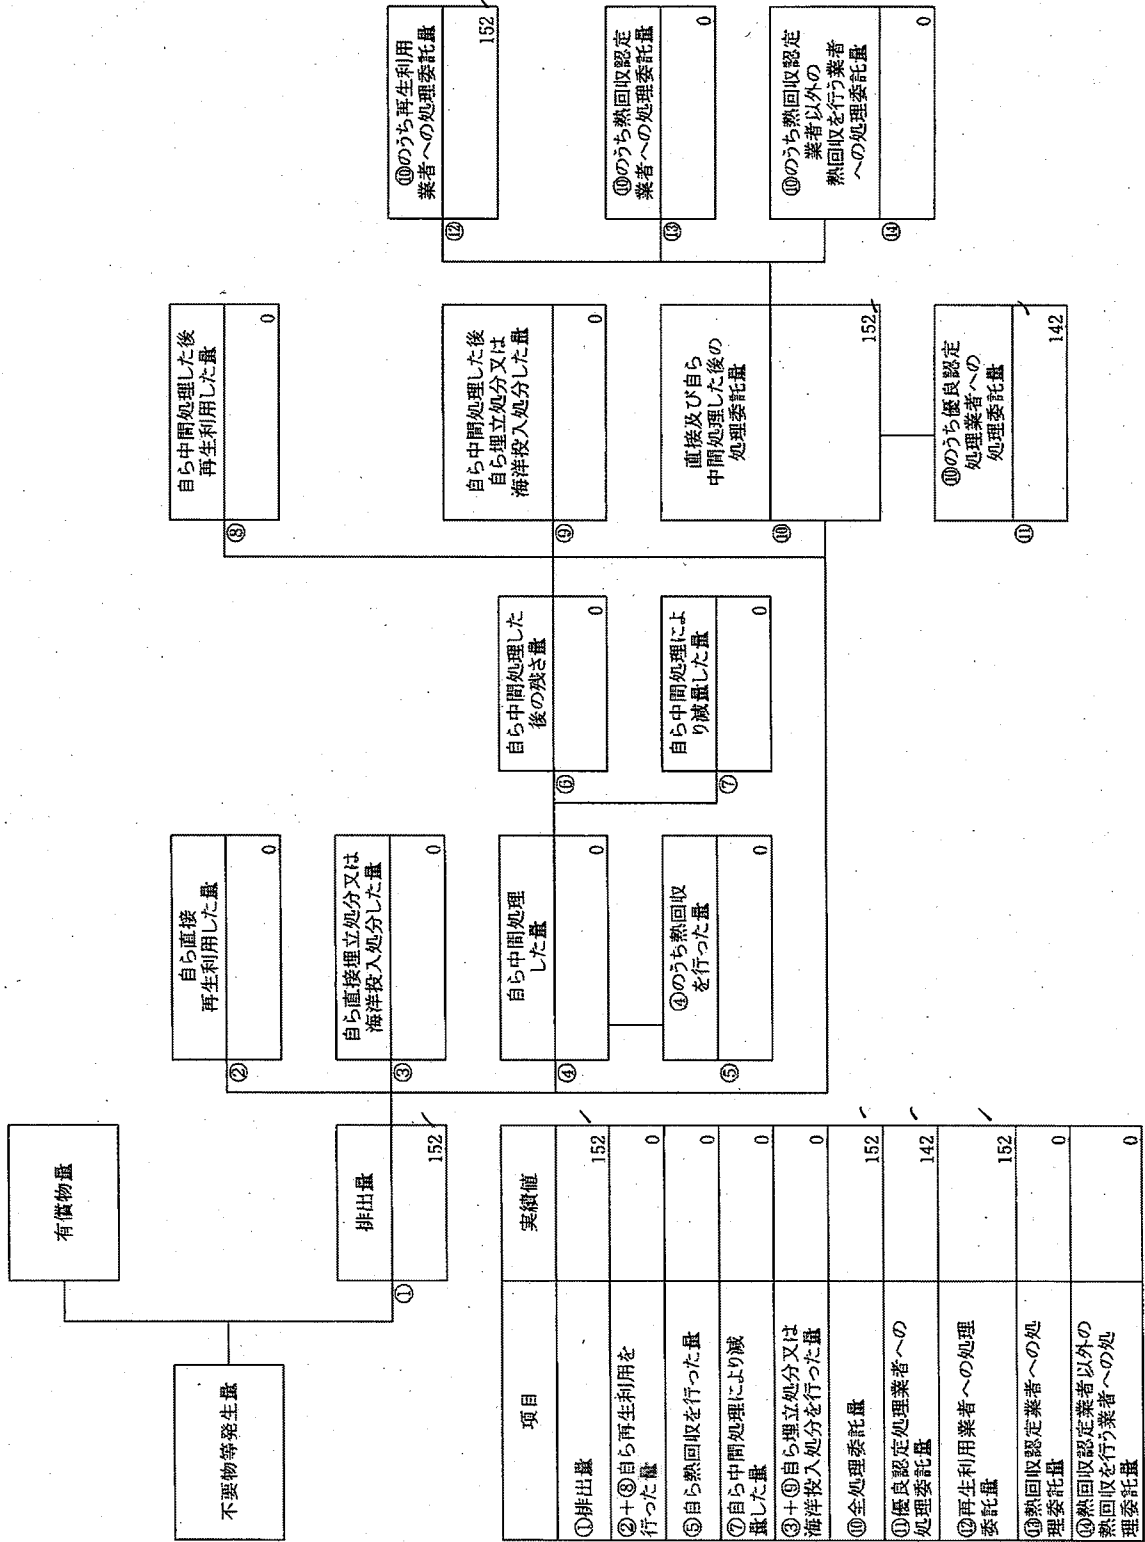 不要物等発生量
有償物量
排出量
①
152
自ら直接
再生利用した量
②
0
自ら直接埋立処分又は
海洋投入処分した量
③
0
自ら中間処理
した量
④
0
④のうち熱回収
を行った量
⑤
0
自ら中間処理した
後の残さ量
⑥
0
自ら中間処理によ
り減量した量
⑦
0
自ら中間処理した後
再生利用した量
⑧
0
自ら中間処理した後
自ら埋立処分又は
海洋投入処分した量
⑨
0
直接及び自ら
中間処理した後の
処理委託量
⑩
152
⑩のうち優良認定
処理業者への
処理委託量
⑪
142
⑩のうち再生利用
業者への処理委託量
⑫
152
⑩のうち熱回収認定
業者への処理委託量
⑬
0
⑩のうち熱回収認定
業者以外の
熱回収を行う業者
への処理委託量
⑭
0
項目 実績値
①排出量 152
②+⑧自ら再生利用を
行った量 0
⑤自ら熱回収を行った量 0
⑦自ら中間処理により減
量した量 0
③+⑨自ら埋立処分又は
海洋投入処分を行った量 0
⑩全処理委託量 152
⑪優良認定処理業者への
処理委託量 142
⑫再生利用業者への処理
委託量 152
⑬熱回収認定業者への処
理委託量 0
⑭熱回収認定業者以外の
熱回収を行う業者への処
理委託量 0